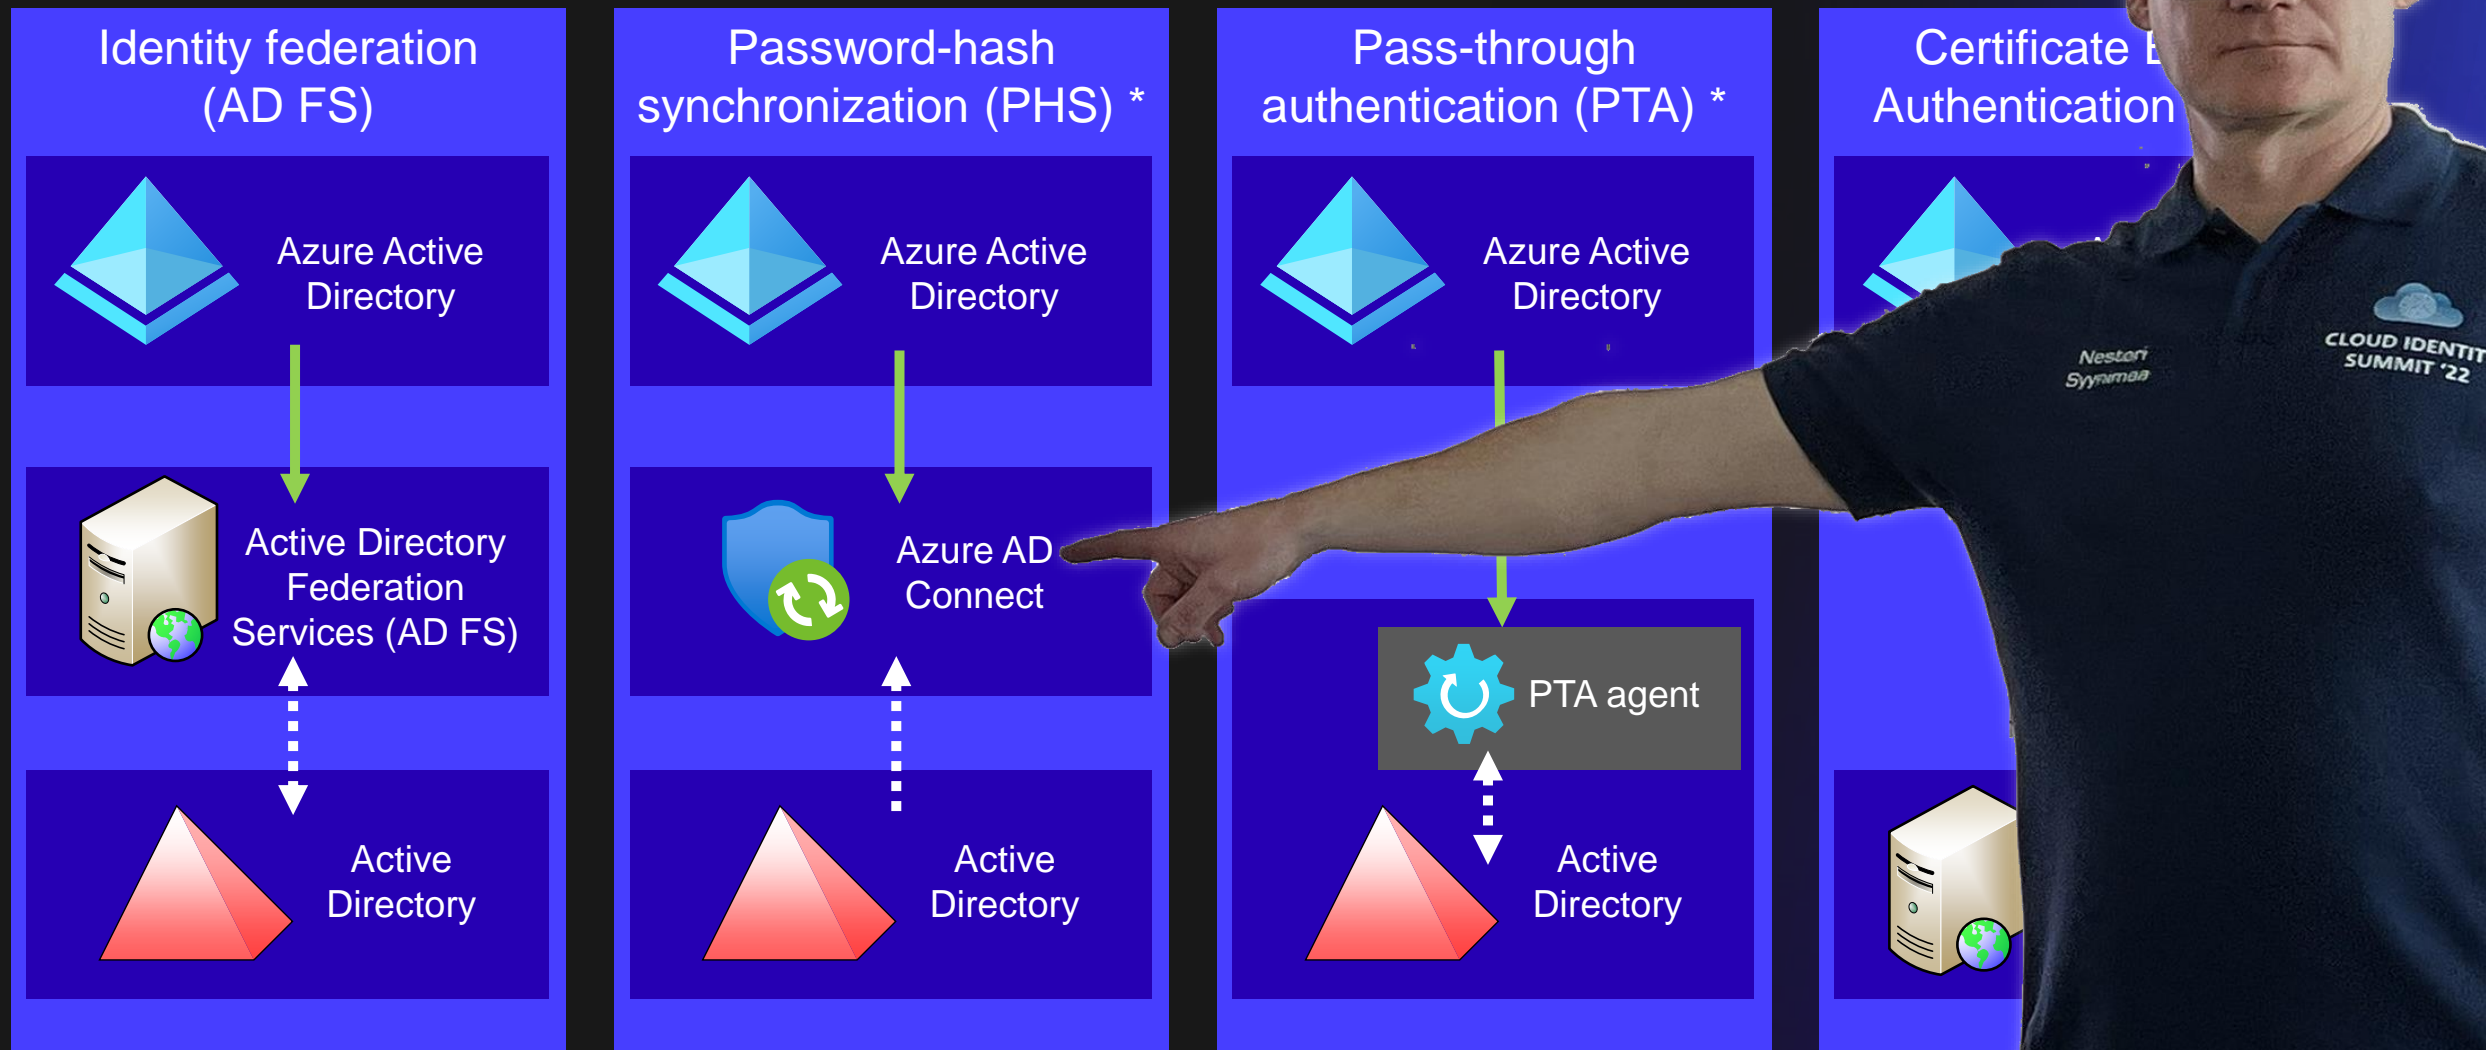 Identity federation
(AD FS)
Azure Active
Directory
Active Directory
Federation
Services (AD FS)
Active
Directory
Password-hash
synchronization (PHS) *
Azure Active
Directory
Azure AD
Connect
Active
Directory
Pass-through
authentication (PTA) *
Azure Active
Directory
PTA agent
Active
Directory
Certificate
Authentication
Nestori
Syynimaa
CLOUD IDENTIT
SUMMIT '22